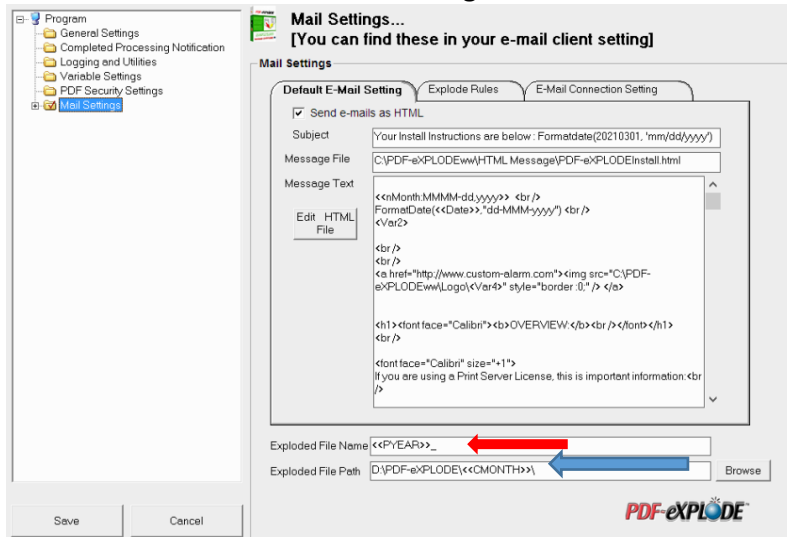 Program
General Settings
Completed Processing Notification
Logging and Utilities
Variable Settings
PDF Security Settings
Mail Settings
Mail Settings...
[You can find these in your e-mail client setting]
Mail Settings
Default E-Mail Setting Explode Rules E-Mail Connection Setting
Send e-mails as HTML
Subject Your Install Instructions are below : Formatdate(20210301, 'mm/dd/yyyy')
Message File C:\PDF-eXPLODEww\HTML Message\PDF-eXPLODEInstall.html
Message Text
<<nMonth:MMMM-dd,yyyy>> <br/>
FormatDate(<<Date>>,"dd-MMM-yyyy") <br/>
<Var2>
Edit HTML
File
<br/>
<br/>
<a href="http://www.custom-alarm.com"><img src="C:\PDF-
eXPLODEww\Logo\<Var4>" style="border :0;" /> </a>
<h1><font face="Calibri"><b>OVERVIEW:</b><br/></font></h1>
<br/>
<font face="Calibri" size="+1">
If you are using a Print Server License, this is important information:<br
/>
Exploded File Name <<PYEAR>>_
Exploded File Path D:\PDF-eXPLODE\<<CMONTH>>\ Browse
Save Cancel
PDF-eXPLODE